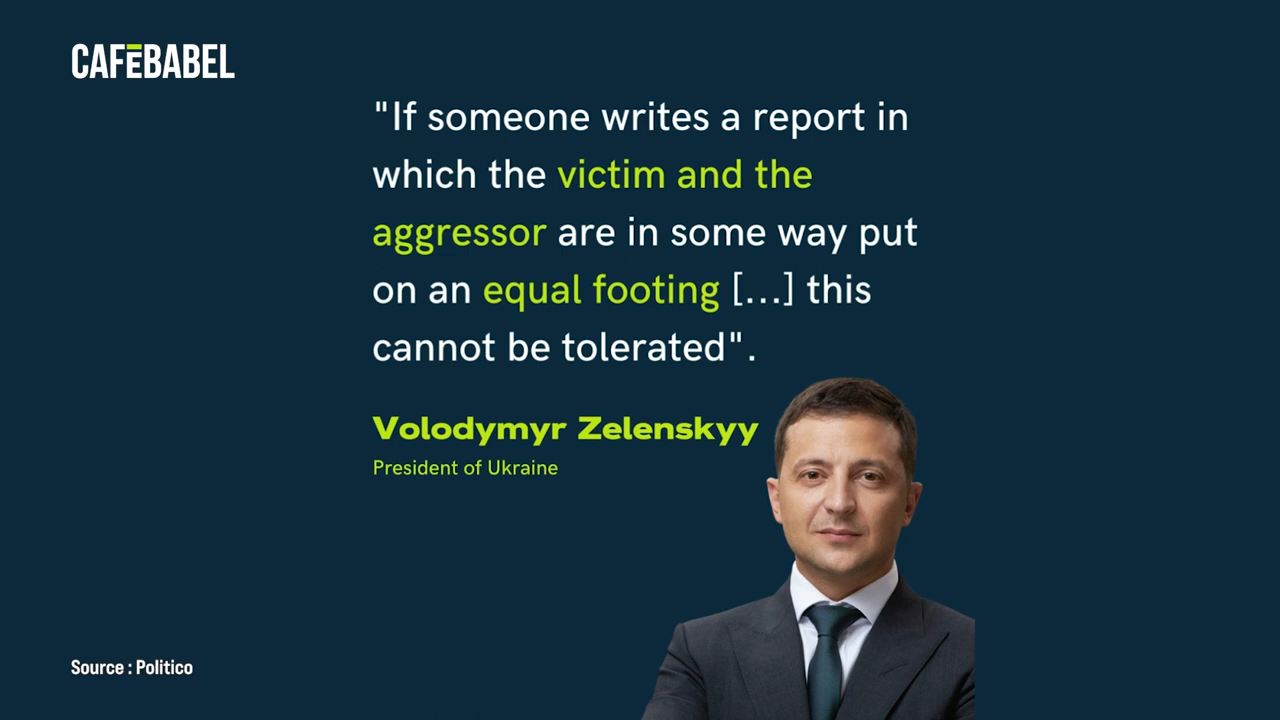 CAFEBABEL
"If someone writes a report in
which the victim and the
aggressor are in some way put
on an equal footing [...] this
cannot be tolerated".
Volodymyr Zelenskyy
President of Ukraine
Source : Politico